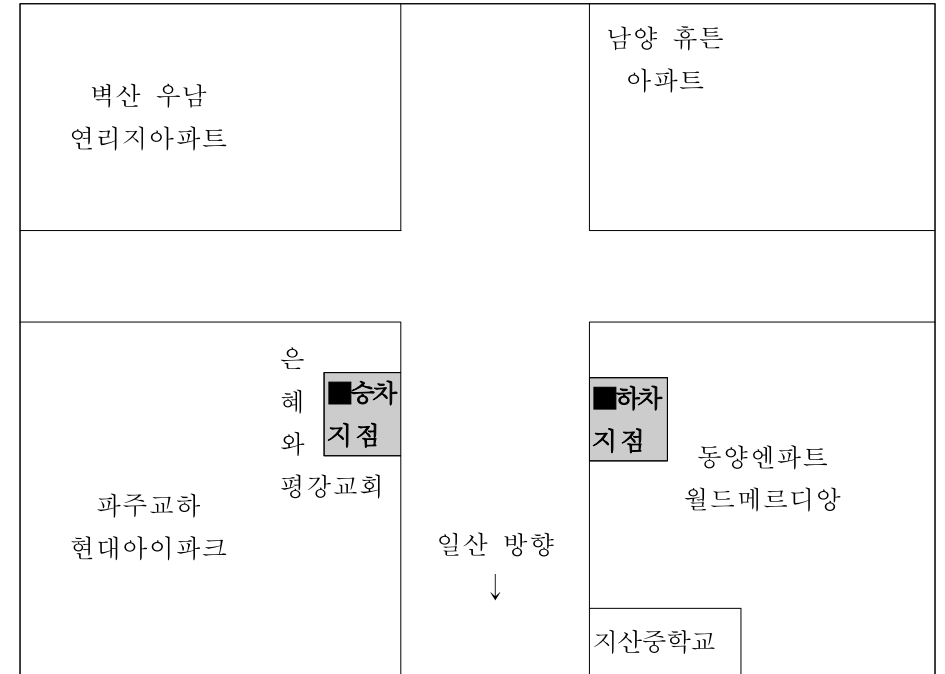 벽산 우남
연리지아파트
남양 휴튼
아파트
은
혜
와
평강교회
■승차
지점
■하차
지점
동양엔파트
월드메르디앙
파주교하
현대아이파크
일산 방향
↓
지산중학교